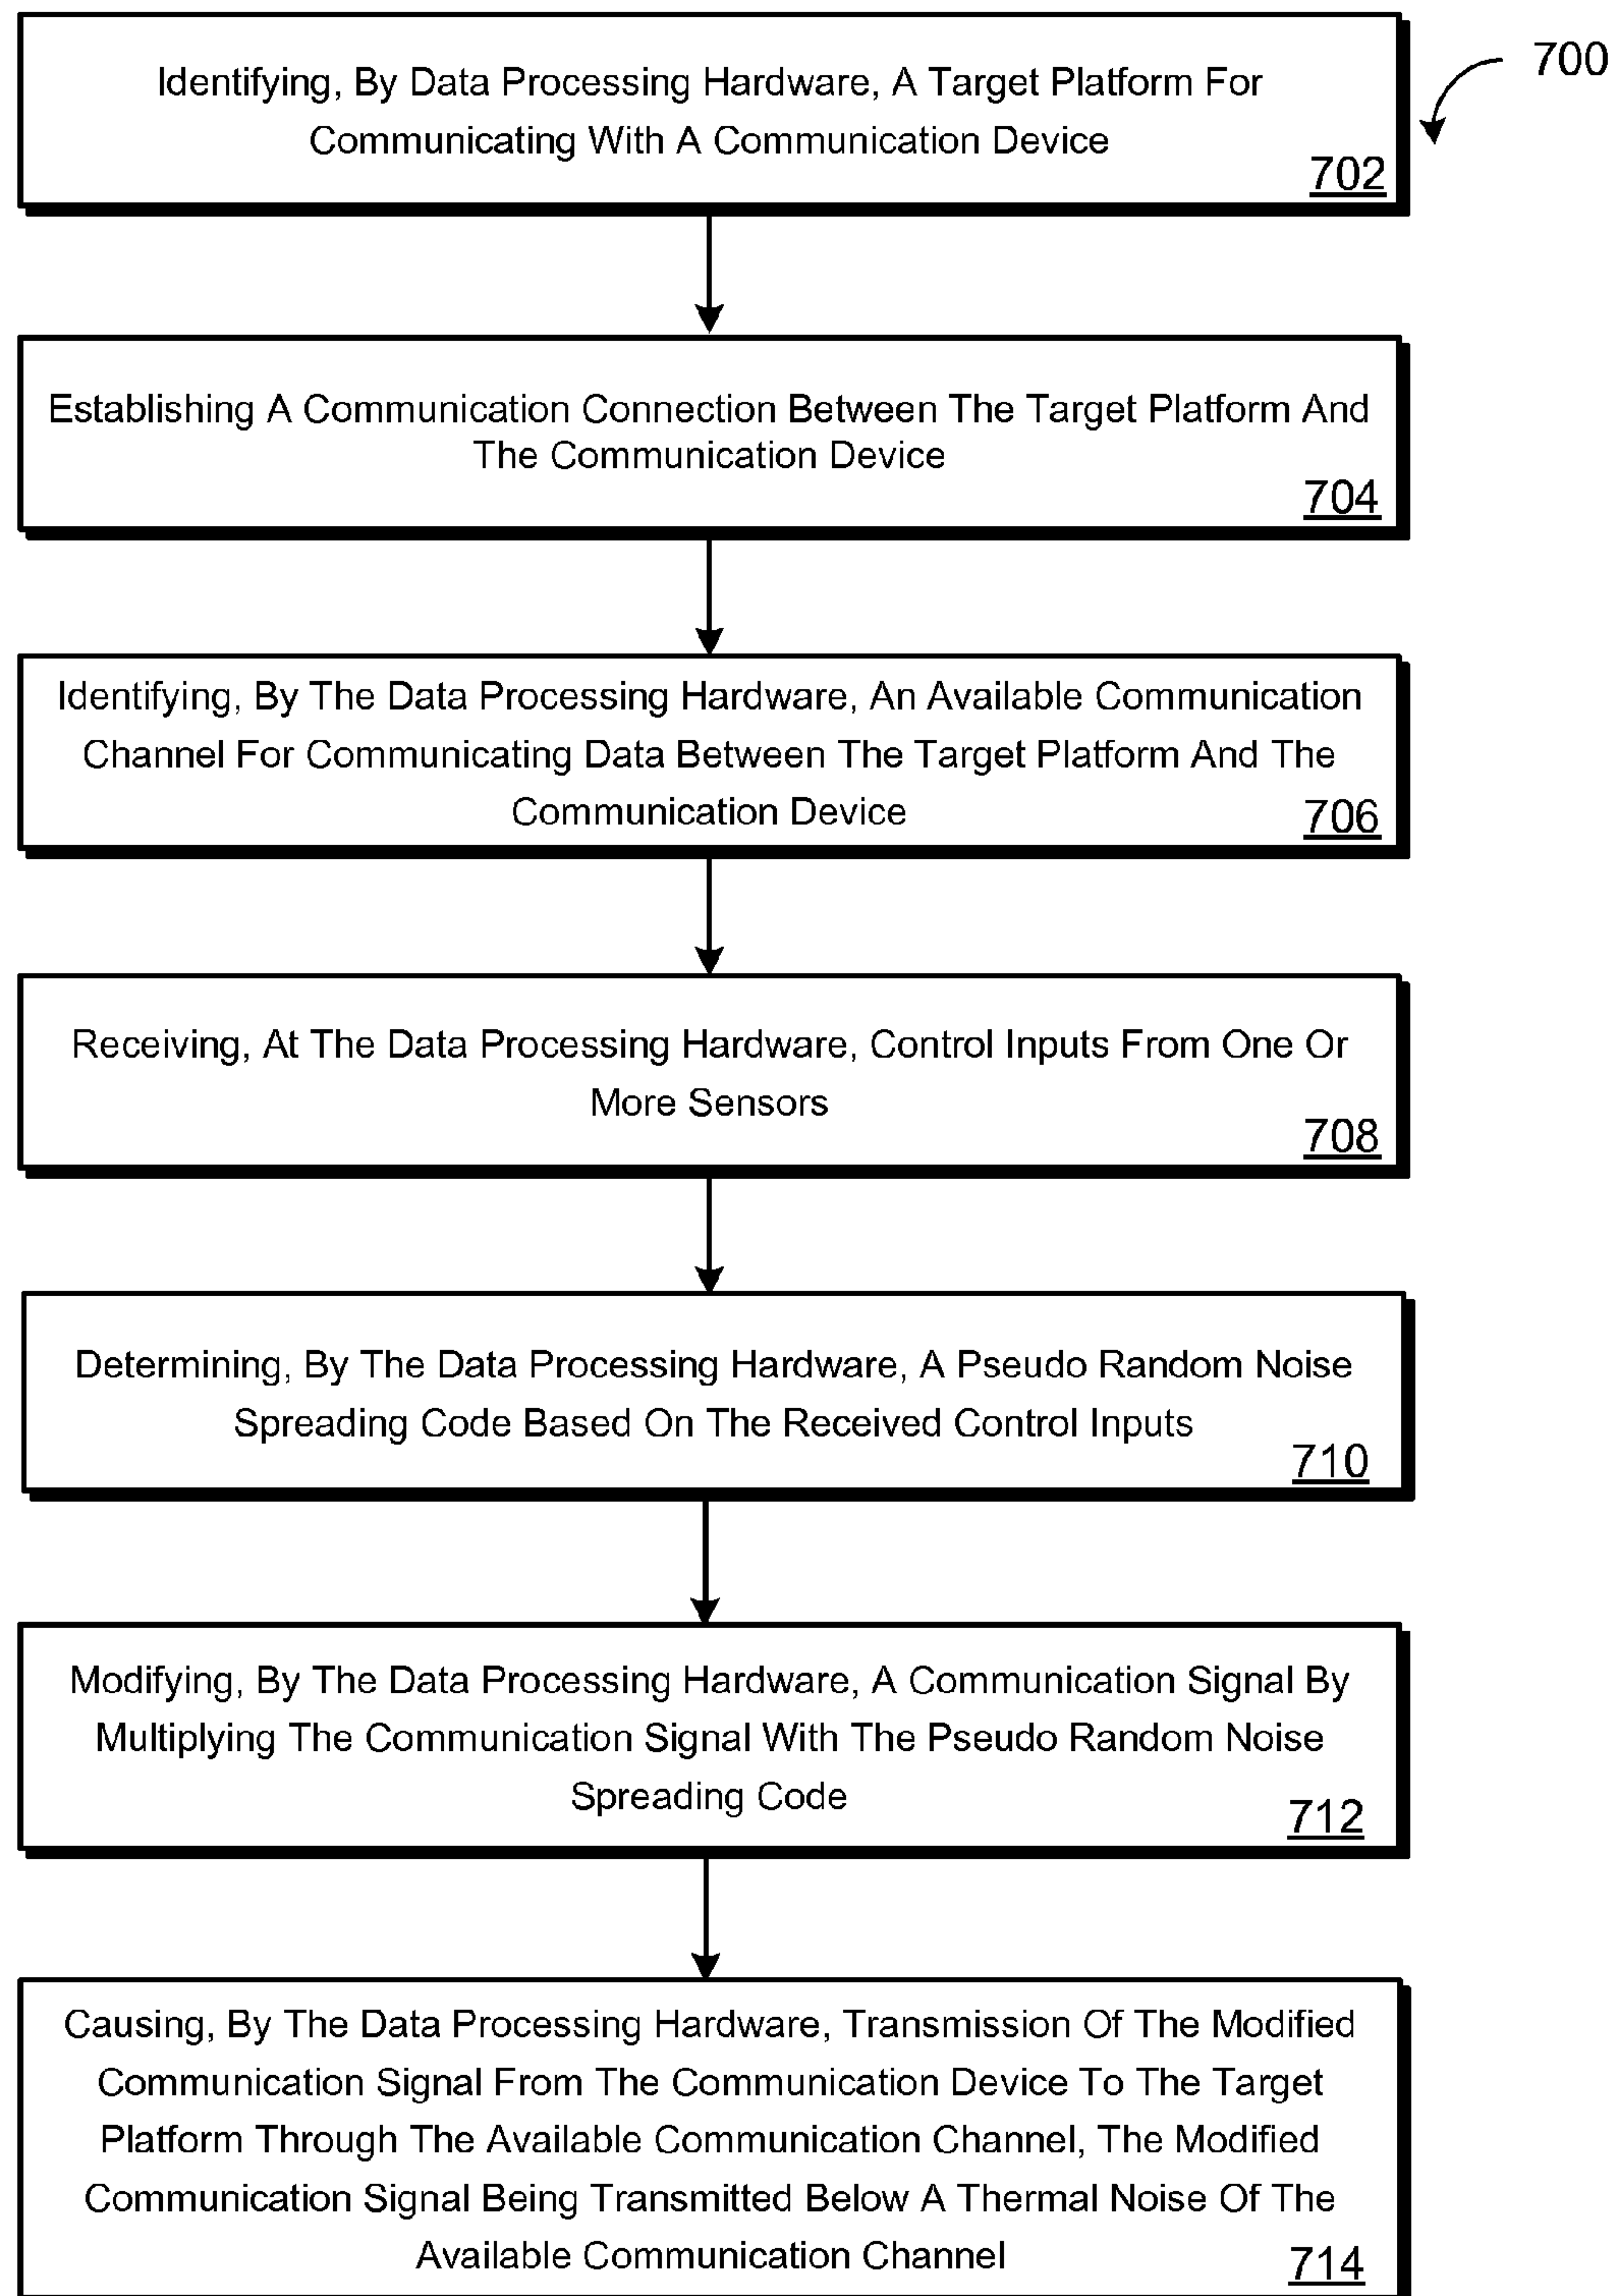 Identifying, By Data Processing Hardware, A Target Platform For
Communicating With A Communication Device
702
700
Establishing A Communication Connection Between The Target Platform And
The Communication Device
704
Identifying, By The Data Processing Hardware, An Available Communication
Channel For Communicating Data Between The Target Platform And The
Communication Device
706
Receiving, At The Data Processing Hardware, Control Inputs From One Or
More Sensors
708
Determining, By The Data Processing Hardware, A Pseudo Random Noise
Spreading Code Based On The Received Control Inputs
710
Modifying, By The Data Processing Hardware, A Communication Signal By
Multiplying The Communication Signal With The Pseudo Random Noise
Spreading Code
712
Causing, By The Data Processing Hardware, Transmission Of The Modified
Communication Signal From The Communication Device To The Target
Platform Through The Available Communication Channel, The Modified
Communication Signal Being Transmitted Below A Thermal Noise Of The
Available Communication Channel
714